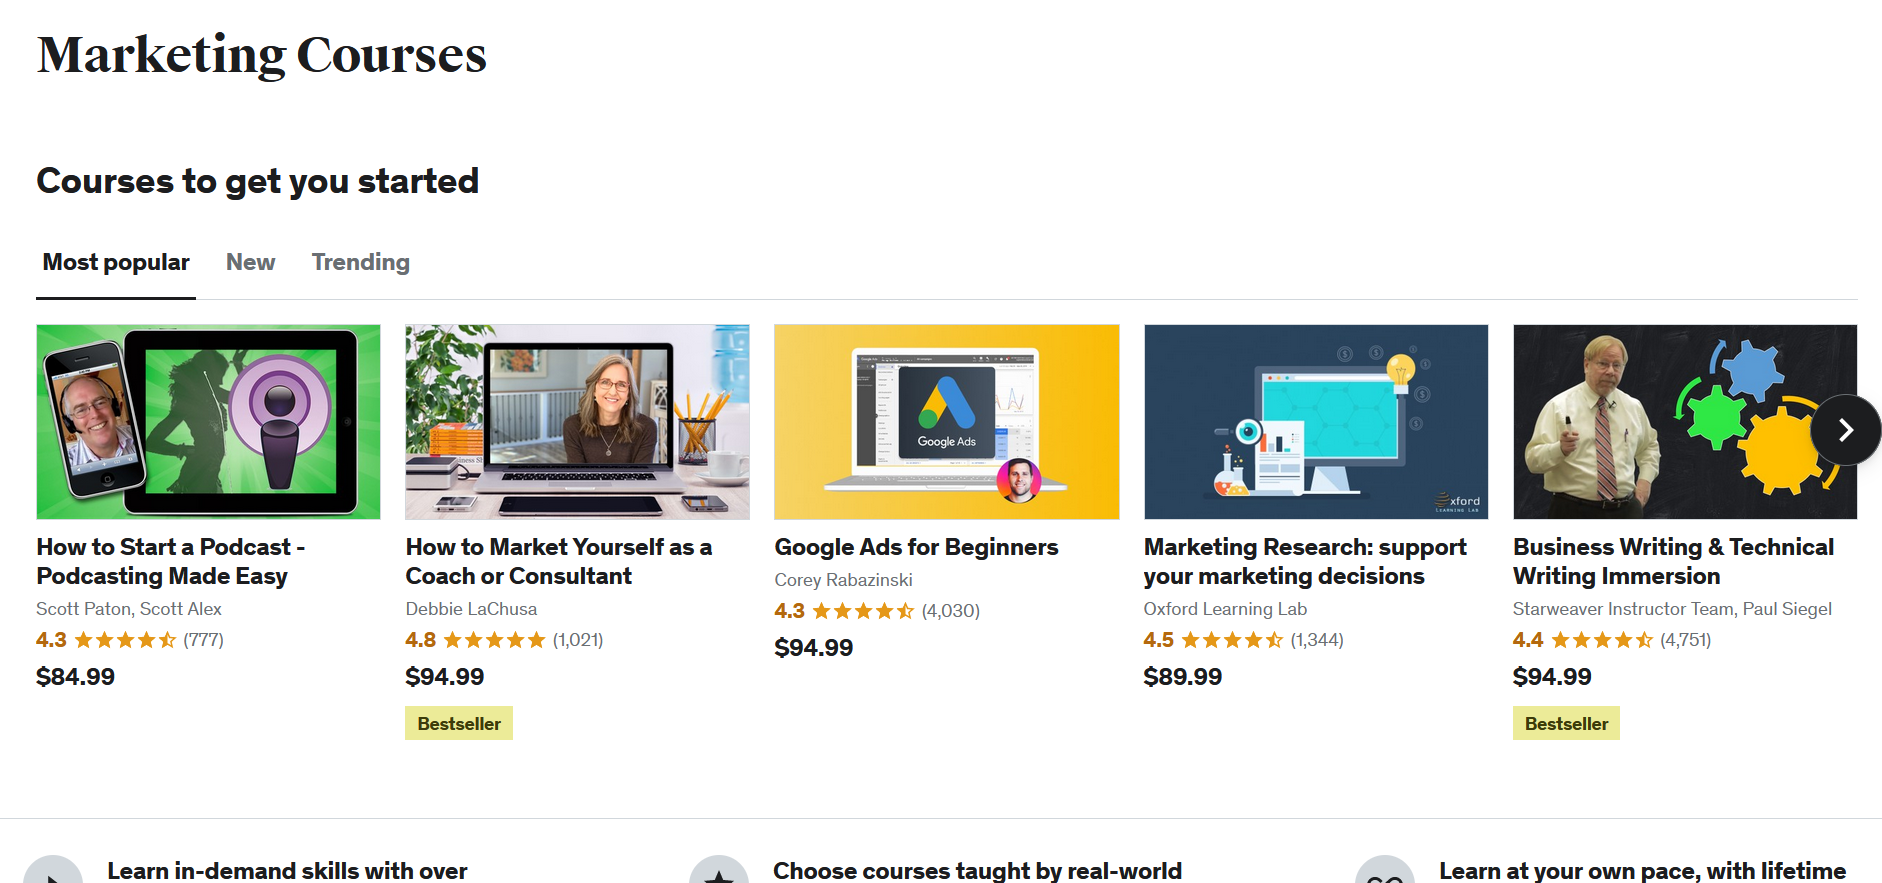 Marketing Courses
Courses to get you started
Most popular
New
Trending
Google Ads
xford
LEARNING LAB
How to Start a Podcast -
Podcasting Made Easy
Scott Paton, Scott Alex
4.3 (777)
$84.99
How to Market Yourself as a
Coach or Consultant
Debbie LaChusa
4.8 (1,021)
$94.99
Bestseller
Google Ads for Beginners
Corey Rabazinski
4.3 (4,030)
$94.99
Marketing Research: support
your marketing decisions
Oxford Learning Lab
4.5 (1,344)
$89.99
Business Writing & Technical
Writing Immersion
Starweaver Instructor Team, Paul Siegel
4.4 (4,751)
$94.99
Bestseller
Learn in-demand skills with over
Choose courses taught by real-world
Learn at your own pace, with lifetime